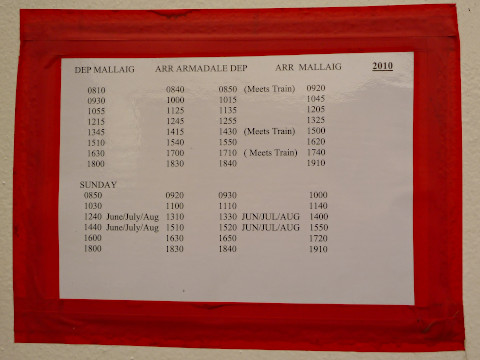 DEP MALLAIG ARR ARMADALE DEP ARR MALLAIG 2010
0810 0840 0850 (Meets Train) 0920
0930 1000 1015 1045
1055 1125 1135 1205
1215 1245 1255 1325
1345 1415 1430 (Meets Train) 1500
1510 1540 1550 1620
1630 1700 1710 ( Meets Train) 1740
1800 1830 1840 1910
SUNDAY
0850 0920 0930 1000
1030 1100 1110 1140
1240 June/July/Aug 1310 1330 JUN/JUL/AUG 1400
1440 June/July/Aug 1510 1520 JUN/JUL/AUG 1550
1600 1630 1650 1720
1800 1830 1840 1910